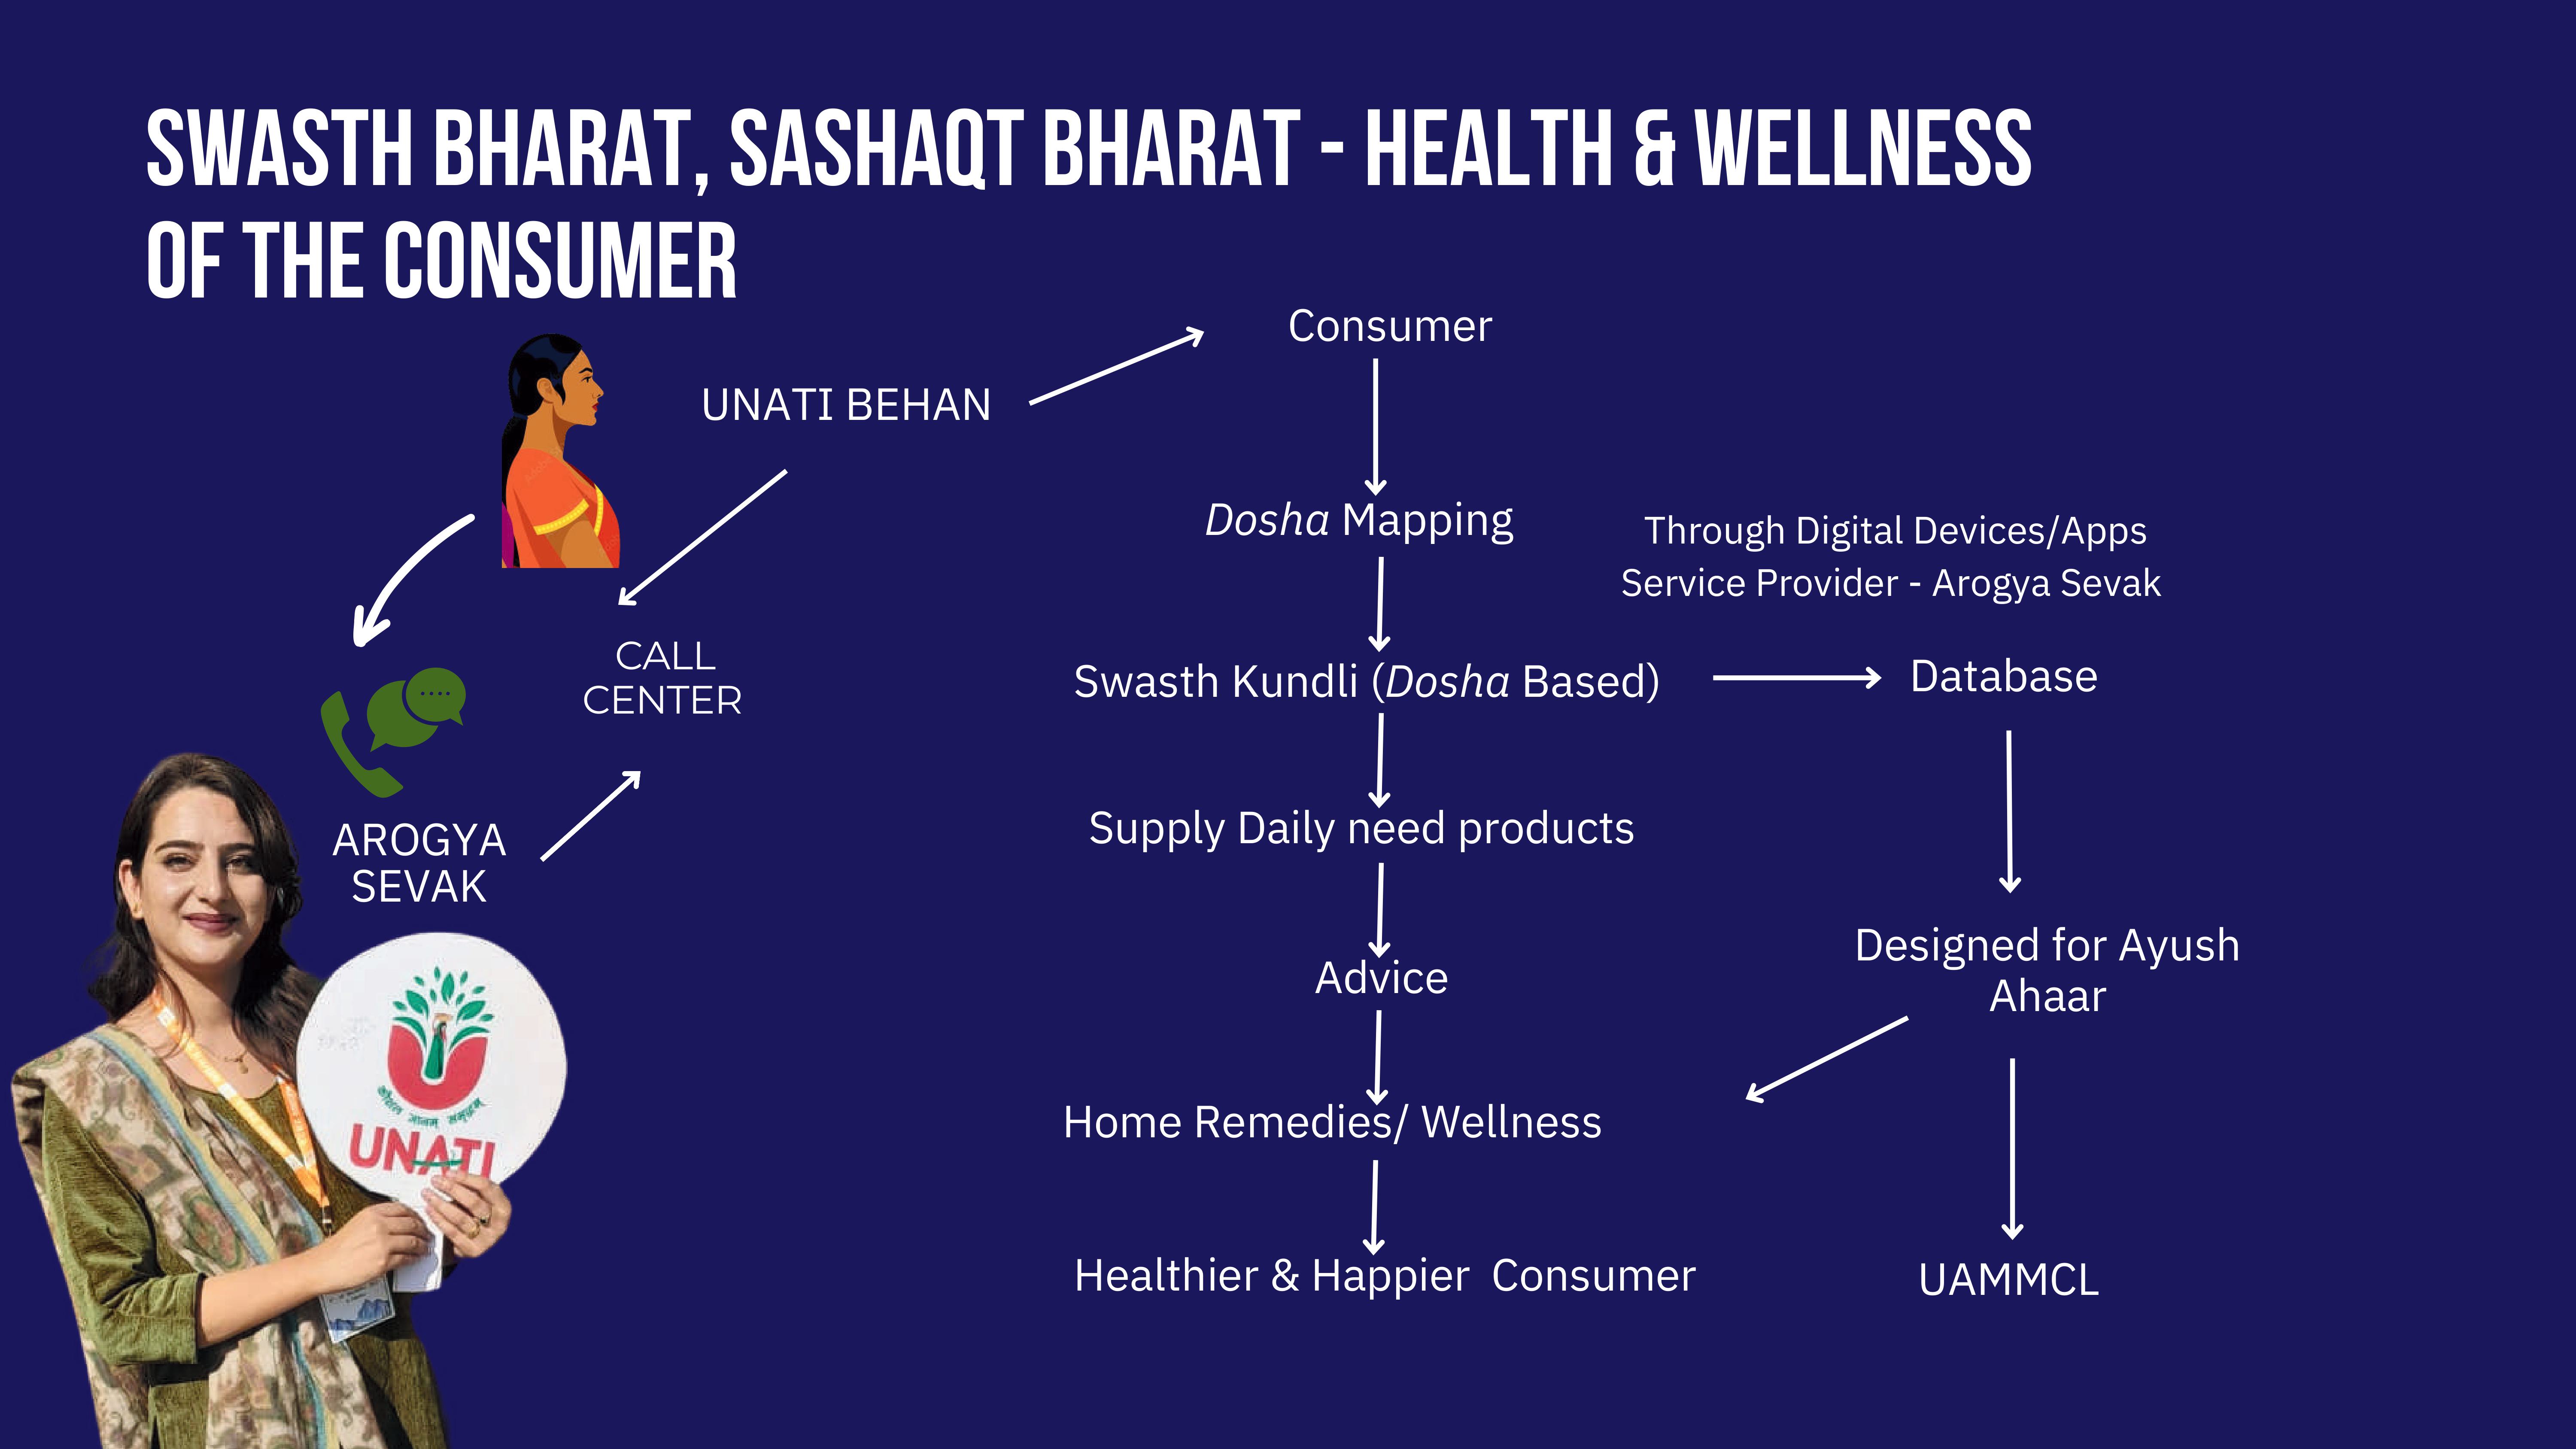 SWASTH BHARAT, SASHAQT BHARAT - HEALTH & WELLNESS
OF THE CONSUMER
Consumer
UNATI BEHAN
Dosha Mapping
Through Digital Devices/Apps
Service Provider - Arogya Sevak
CALL
CENTER
Swasth Kundli (Dosha Based)
Database
Supply Daily need products
AROGYA
SEVAK
Advice
Designed for Ayush
Ahaar
Home Remedies/ Wellness
Healthier & Happier  Consumer
UAMMCL
UNATI